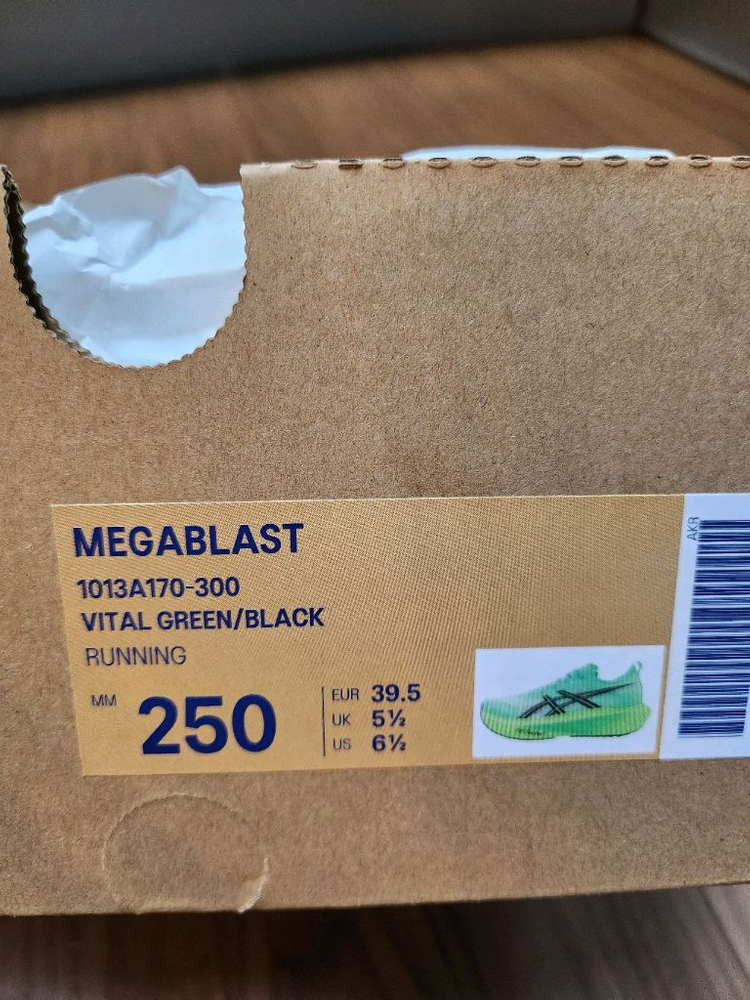 MEGABLAST
1013A170-300
VITAL GREEN/BLACK
RUNNING
MM 250
EUR 39.5
UK 5½
US 6½
AKR